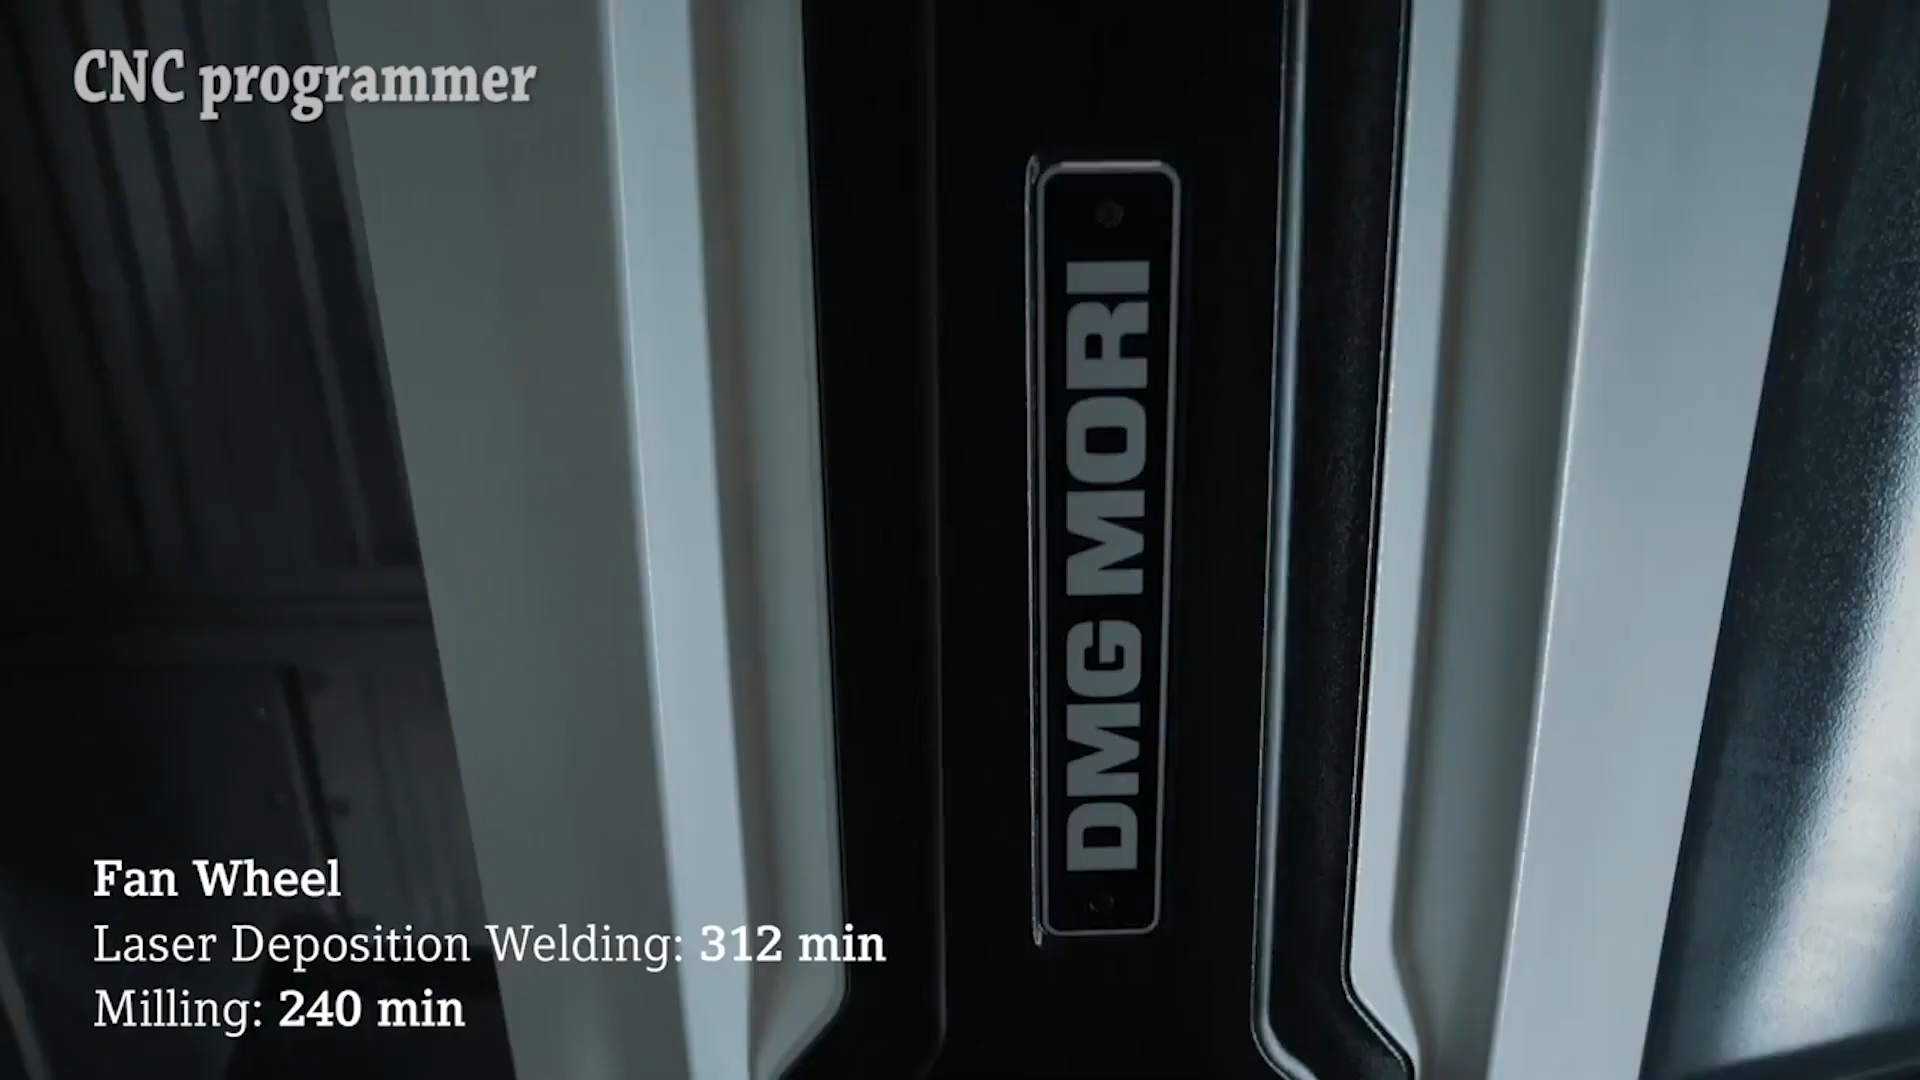 CNC programmer
DMG MORI
Fan Wheel
Laser Deposition Welding: 312 min
Milling: 240 min